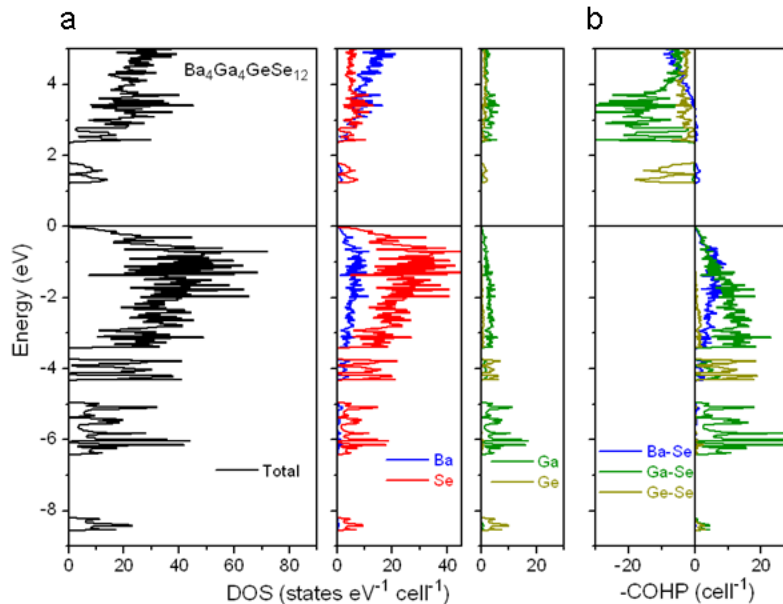 a b
Ba₄Ga₄GeSe₁₂
4
2
0
-2
-4
-6
-8
Energy (eV)
Total
Ba
Se
Ga
Ge
Ba-Se
Ga-Se
Ge-Se
0 20 40 60 80 0 20 40 0 20 -20 0 20
DOS (states eV⁻¹ cell⁻¹) -COHP (cell⁻¹)